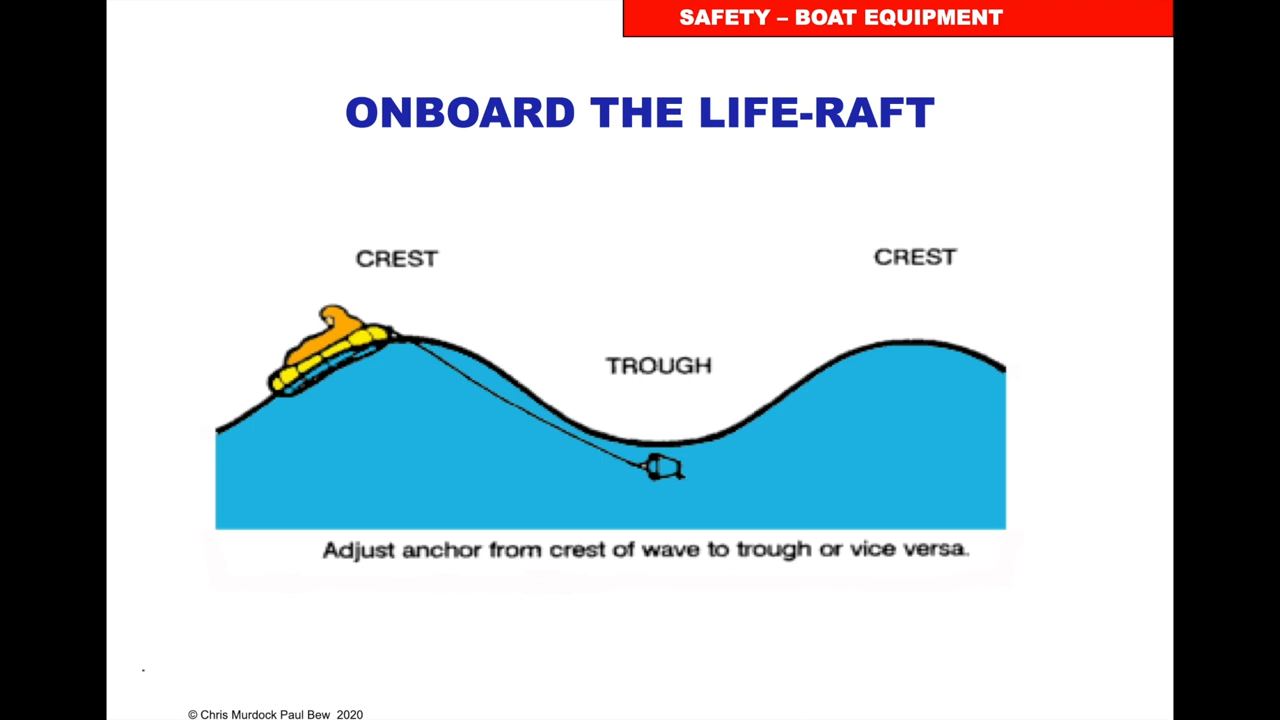 SAFETY – BOAT EQUIPMENT
ONBOARD THE LIFE-RAFT
CREST
CREST
TROUGH
Adjust anchor from crest of wave to trough or vice versa.
© Chris Murdock Paul Bew 2020